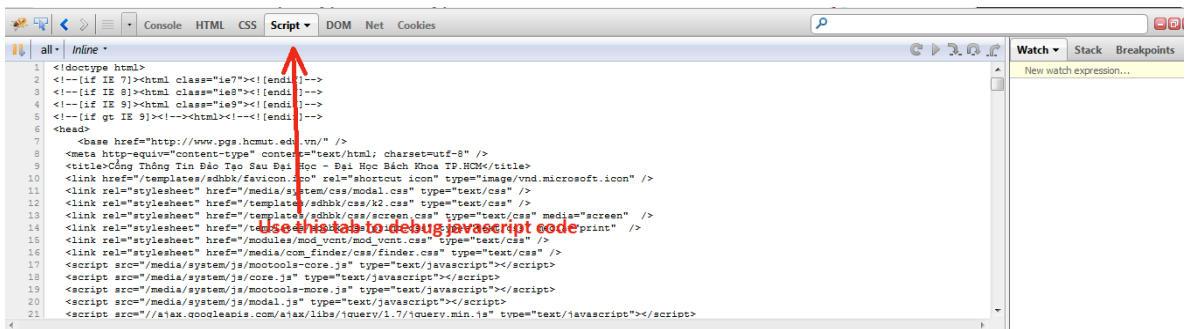 Console HTML CSS Script DOM Net Cookies
all Inline
Watch Stack Breakpoints
New watch expression...
1 <!doctype html>
2 <!--[if IE 7]><html class="ie7"><![endif]-->
3 <!--[if IE 8]><html class="ie8"><![endif]-->
4 <!--[if IE 9]><html class="ie9"><![endif]-->
5 <!--[if gt IE 9]><!--><html><!--<![endif]-->
6 <head>
7 <base href="http://www.pgs.hcmut.edu.vn/" />
8 <meta http-equiv="content-type" content="text/html; charset=utf-8" />
9 <title>Cổng Thông Tin Đào Tạo Sau Đại Học - Đại Học Bách Khoa TP.HCM</title>
10 <link href="/templates/sdhbk/favicon.ico" rel="shortcut icon" type="image/vnd.microsoft.icon" />
11 <link rel="stylesheet" href="/media/system/css/modal.css" type="text/css" />
12 <link rel="stylesheet" href="/templates/sdhbk/css/k2.css" type="text/css" />
13 <link rel="stylesheet" href="/templates/sdhbk/css/screen.css" type="text/css" media="screen" />
Use this tab to debug javascript code
14 <link rel="stylesheet" href="/templates/sdhbk/css/print.css" type="text/css" media="print" />
15 <link rel="stylesheet" href="/modules/mod_vcnt/mod_vcnt.css" type="text/css" />
16 <link rel="stylesheet" href="/media/com_finder/css/finder.css" type="text/css" />
17 <script src="/media/system/js/mootools-core.js" type="text/javascript"></script>
18 <script src="/media/system/js/core.js" type="text/javascript"></script>
19 <script src="/media/system/js/mootools-more.js" type="text/javascript"></script>
20 <script src="/media/system/js/modal.js" type="text/javascript"></script>
21 <script src="//ajax.googleapis.com/ajax/libs/jquery/1.7/jquery.min.js" type="text/javascript"></script>